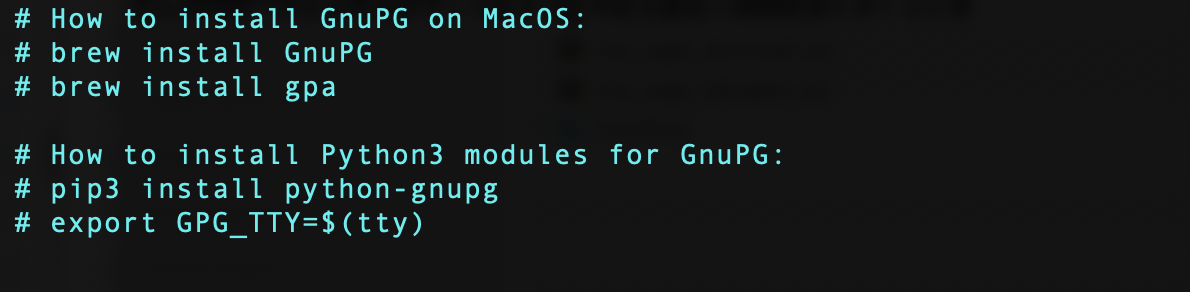 # How to install GnuPG on MacOS:
# brew install GnuPG
# brew install gpa
# How to install Python3 modules for GnuPG:
# pip3 install python-gnupg
# export GPG_TTY=$(tty)